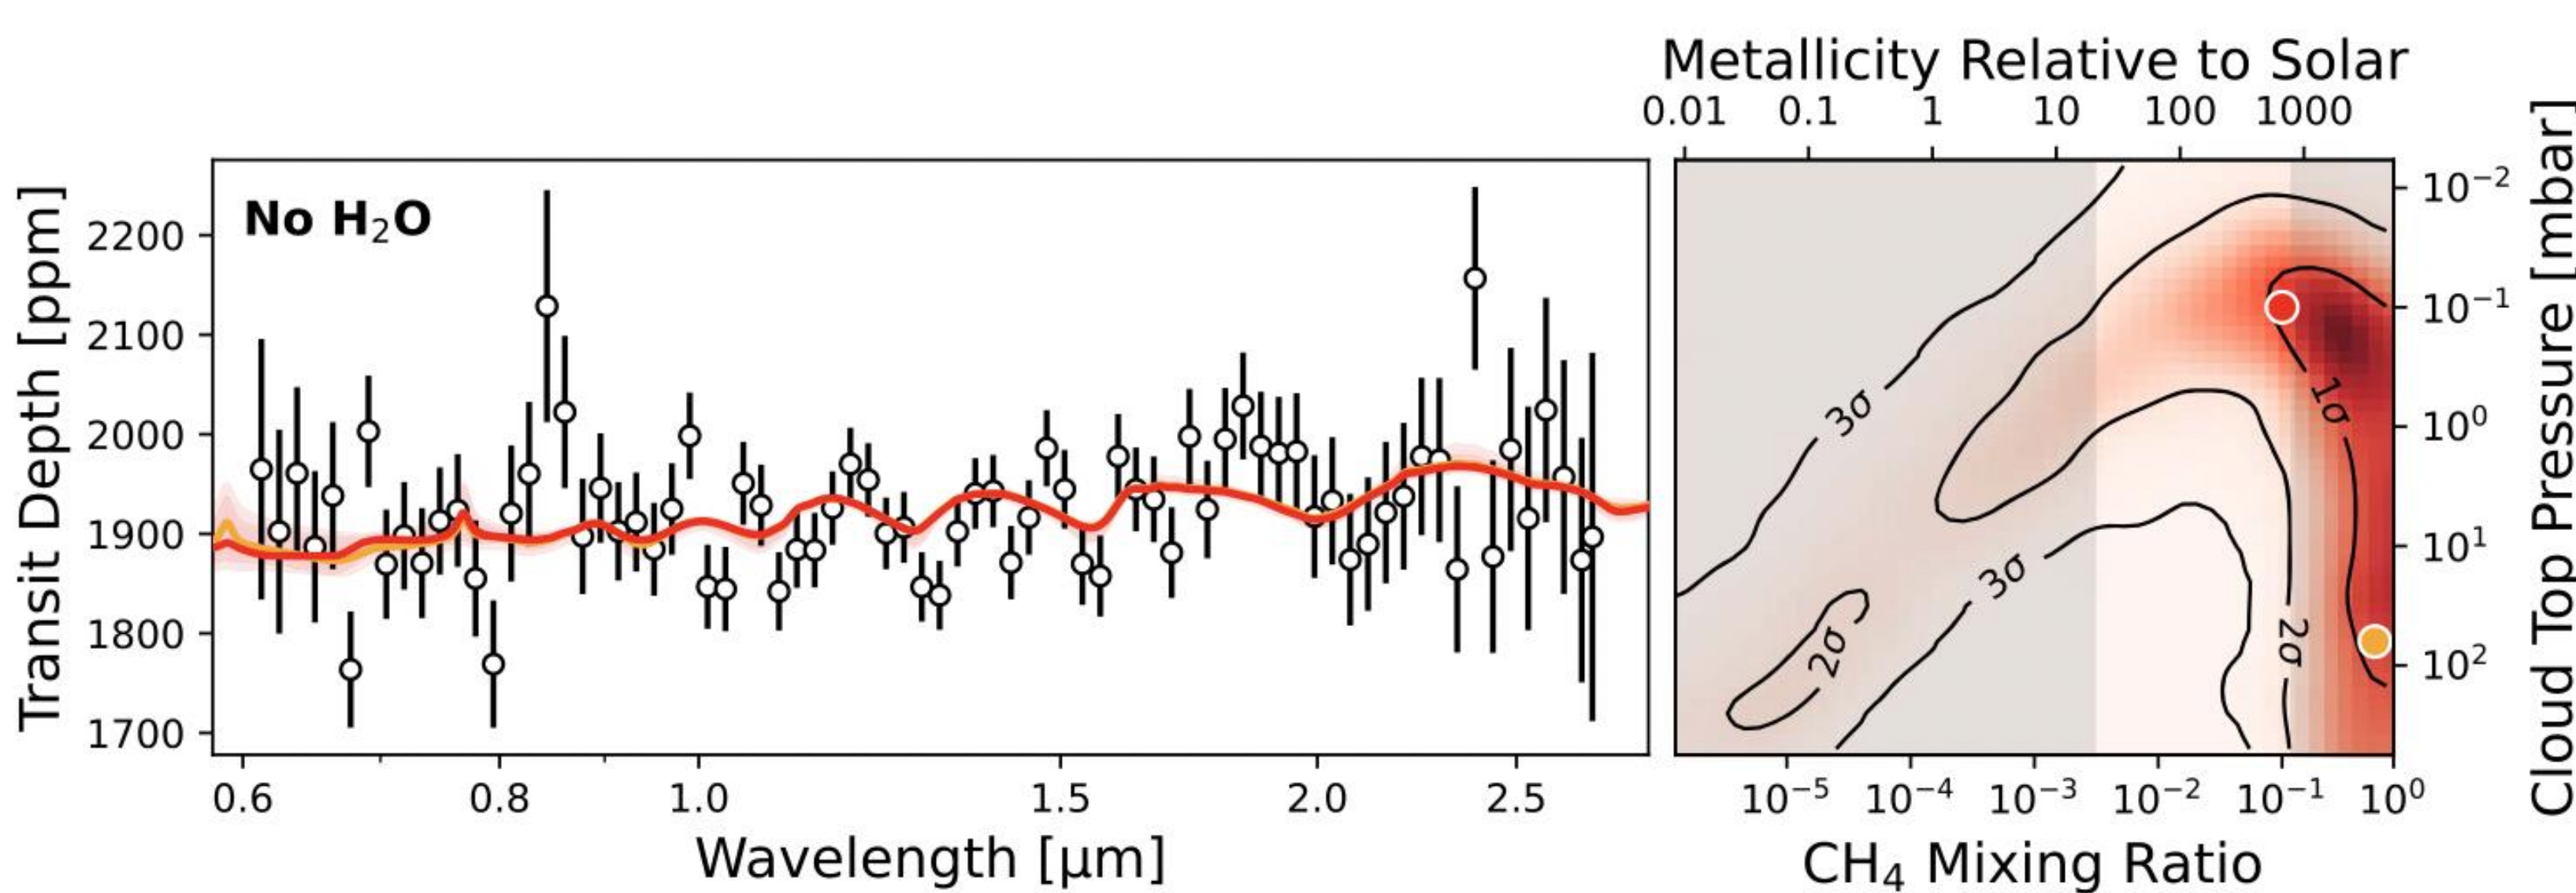 Metallicity Relative to Solar
0.01 0.1 1 10 100 1000
No H₂O
Transit Depth [ppm]
2200
2100
2000
1900
1800
1700
0.6 0.8 1.0 1.5 2.0 2.5
Wavelength [µm]
3σ
1σ
3σ
2σ
2σ
10⁻²
10⁻¹
10⁰
10¹
10²
Cloud Top Pressure [mbar]
10⁻⁵ 10⁻⁴ 10⁻³ 10⁻² 10⁻¹ 10⁰
CH₄ Mixing Ratio